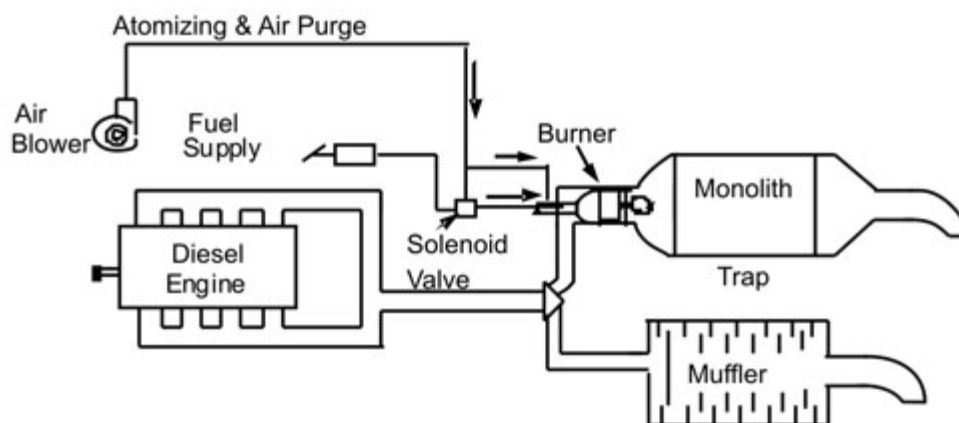 Atomizing & Air Purge
Air
Blower
Fuel
Supply
Burner
Monolith
Solenoid
Valve
Diesel
Engine
Trap
Muffler